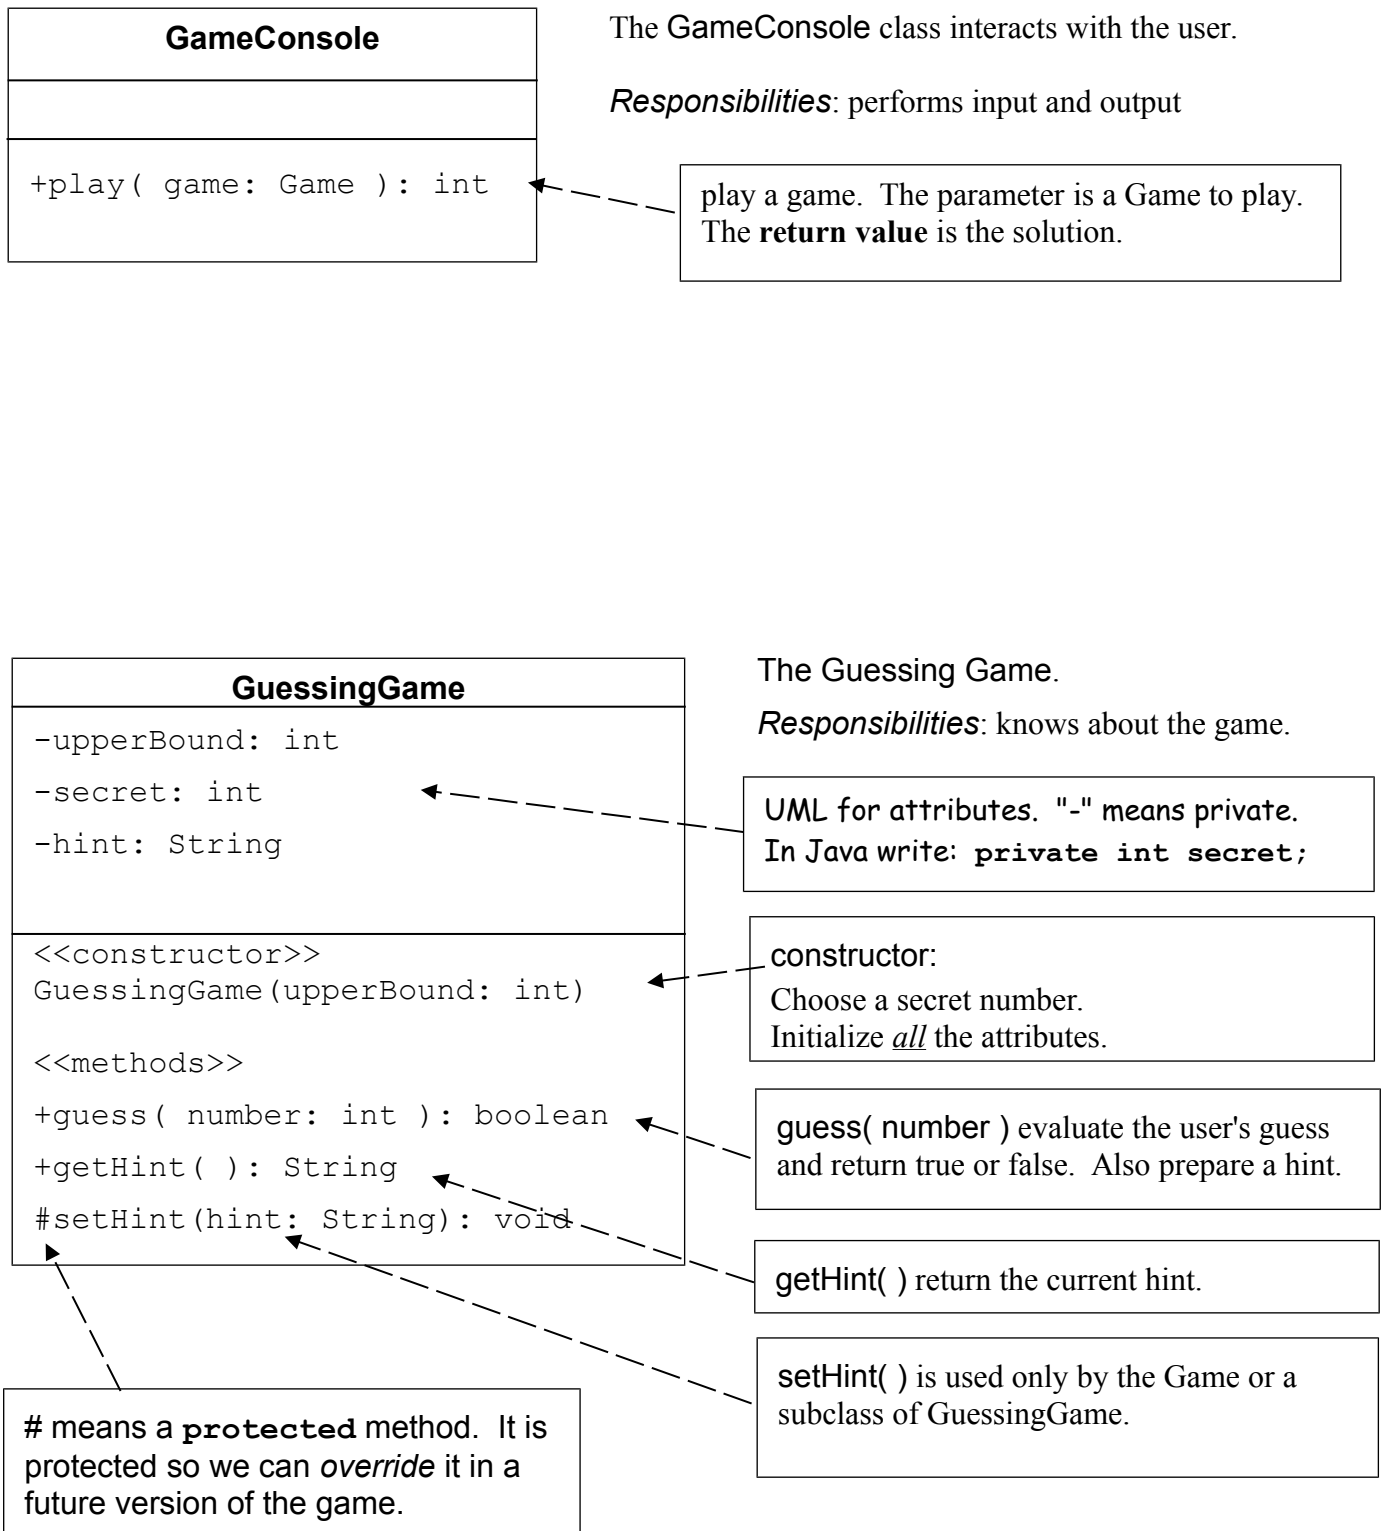 GameConsole
The GameConsole class interacts with the user.
Responsibilities: performs input and output
+play( game: Game ): int
play a game.  The parameter is a Game to play.
The return value is the solution.
GuessingGame
The Guessing Game.
Responsibilities: knows about the game.
-upperBound: int
-secret: int
-hint: String
UML for attributes.  "-" means private.
In Java write:  private int secret;
<<constructor>>
GuessingGame(upperBound: int)
constructor:
Choose a secret number.
Initialize all the attributes.
<<methods>>
+guess( number: int ): boolean
+getHint( ): String
#setHint(hint: String): void
guess( number ) evaluate the user's guess
and return true or false.  Also prepare a hint.
getHint( ) return the current hint.
setHint( ) is used only by the Game or a
subclass of GuessingGame.
# means a protected method.  It is
protected so we can override it in a
future version of the game.